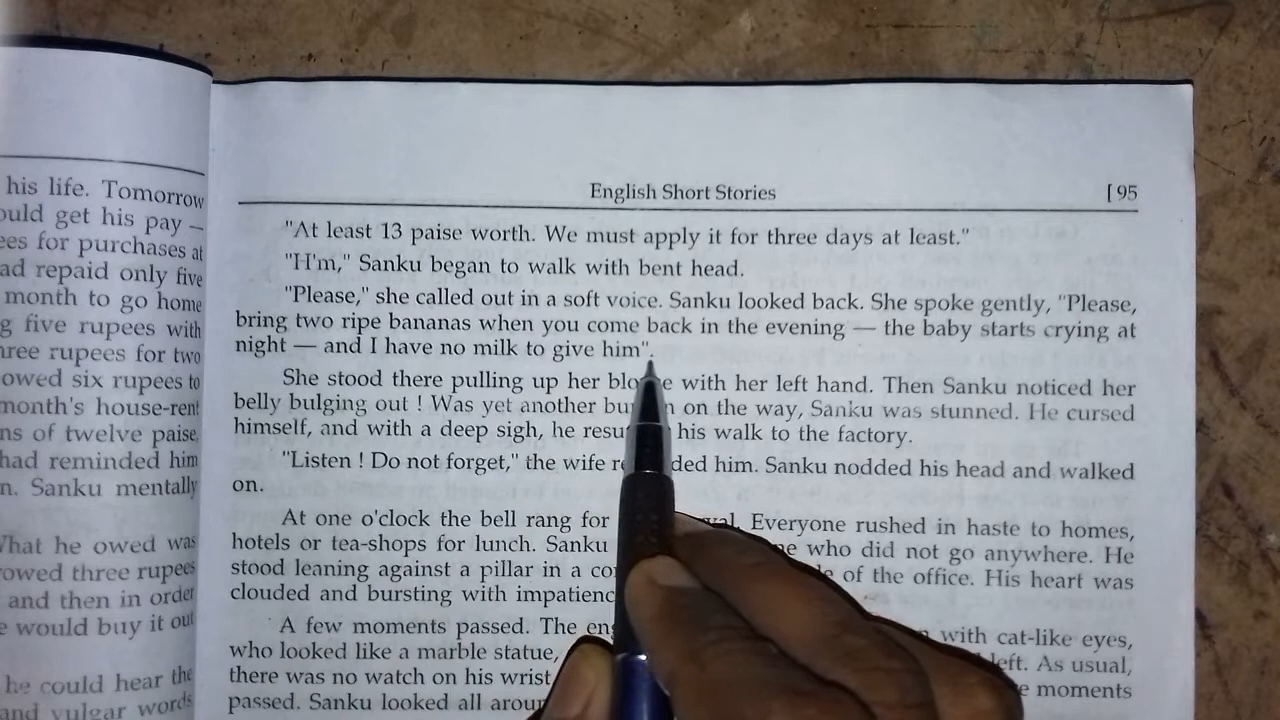 his life. Tomorrow
ould get his pay —
ees for purchases at
ad repaid only five
month to go home
g five rupees with
hree rupees for two
owed six rupees to
month's house-rent
ns of twelve paise,
had reminded him
n. Sanku mentally
What he owed was
owed three rupees
and then in order
e would buy it out
he could hear the
and vulgar words
English Short Stories [ 95
"At least 13 paise worth. We must apply it for three days at least."
"H'm," Sanku began to walk with bent head.
"Please," she called out in a soft voice. Sanku looked back. She spoke gently, "Please,
bring two ripe bananas when you come back in the evening — the baby starts crying at
night — and I have no milk to give him".
She stood there pulling up her blo e with her left hand. Then Sanku noticed her
belly bulging out ! Was yet another bu n on the way, Sanku was stunned. He cursed
himself, and with a deep sigh, he resu his walk to the factory.
"Listen ! Do not forget," the wife re ded him. Sanku nodded his head and walked
on.
At one o'clock the bell rang for val. Everyone rushed in haste to homes,
hotels or tea-shops for lunch. Sanku ne who did not go anywhere. He
stood leaning against a pillar in a co of the office. His heart was
clouded and bursting with impatienc
A few moments passed. The eng with cat-like eyes,
who looked like a marble statue, left. As usual,
there was no watch on his wrist e moments
passed. Sanku looked all arou